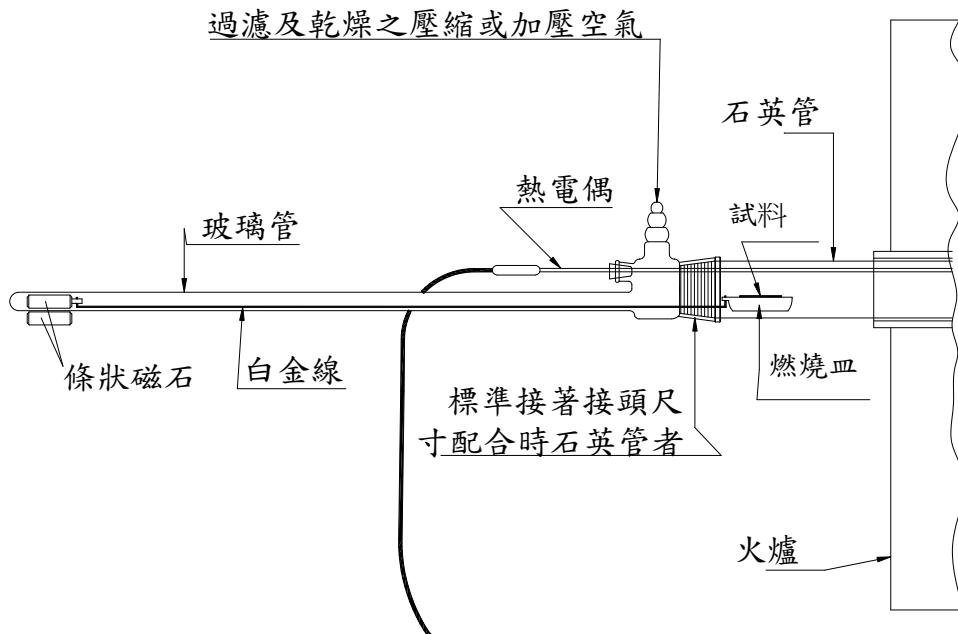 過濾及乾燥之壓縮或加壓空氣
石英管
熱電偶
試料
玻璃管
條狀磁石
白金線
燃燒皿
標準接著接頭尺
寸配合時石英管者
火爐